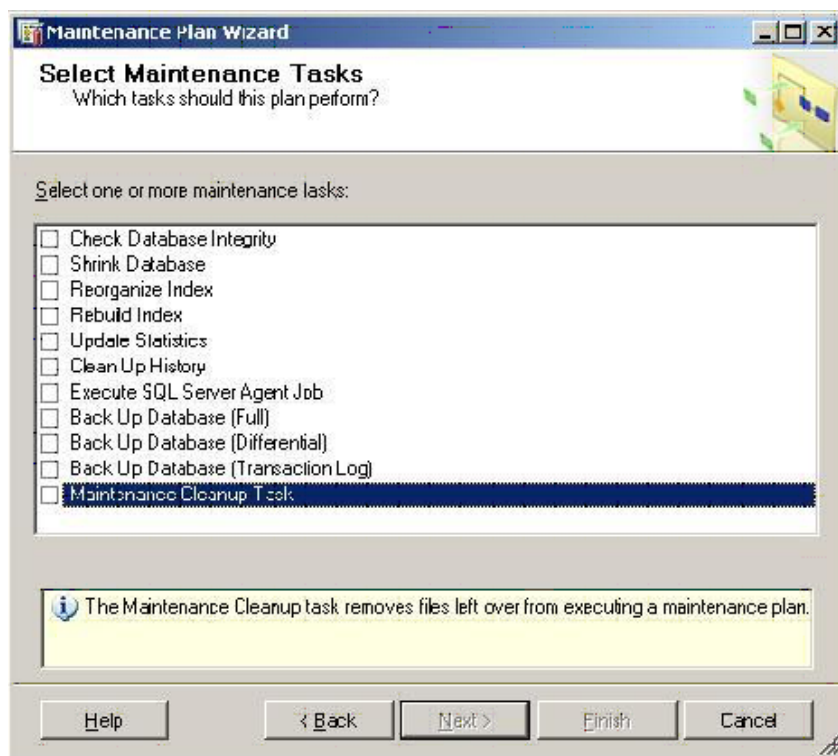 Maintenance Plan Wizard
Select Maintenance Tasks
Which tasks should this plan perform?
Select one or more maintenance tasks:
Check Database Integrity
Shrink Database
Reorganize Index
Rebuild Index
Update Statistics
Clean Up History
Execute SQL Server Agent Job
Back Up Database (Full)
Back Up Database (Differential)
Back Up Database (Transaction Log)
Maintenance Cleanup Task
The Maintenance Cleanup task removes files left over from executing a maintenance plan.
Help < Back Next > Finish Cancel